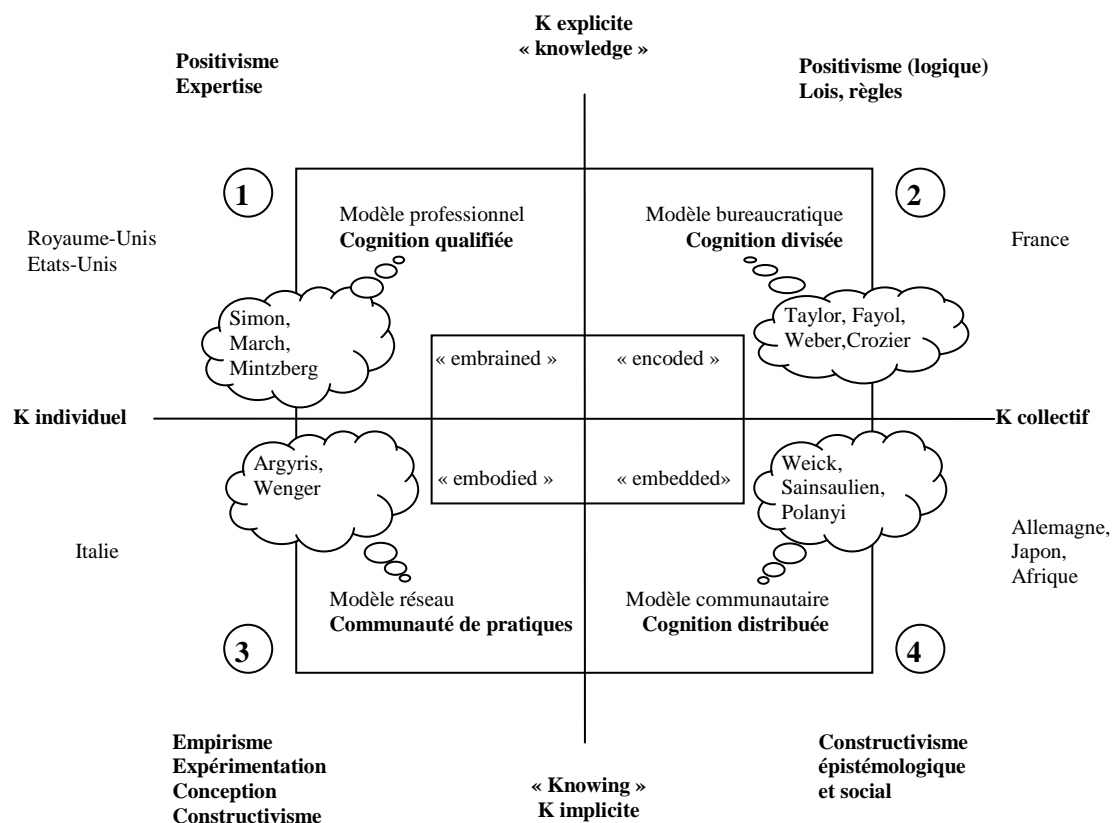 K explicite
« knowledge »
Positivisme
Expertise
Positivisme (logique)
Lois, règles
1
2
Modèle professionnel
Cognition qualifiée
Modèle bureaucratique
Cognition divisée
Royaume-Unis
Etats-Unis
France
Simon,
March,
Mintzberg
Taylor, Fayol,
Weber,Crozier
« embrained »
« encoded »
K individuel
K collectif
Argyris,
Wenger
« embodied »
« embedded»
Weick,
Sainsaulien,
Polanyi
Italie
Allemagne,
Japon,
Afrique
Modèle réseau
Communauté de pratiques
Modèle communautaire
Cognition distribuée
3
4
Empirisme
Expérimentation
Conception
Constructivisme
« Knowing »
K implicite
Constructivisme
épistémologique
et social